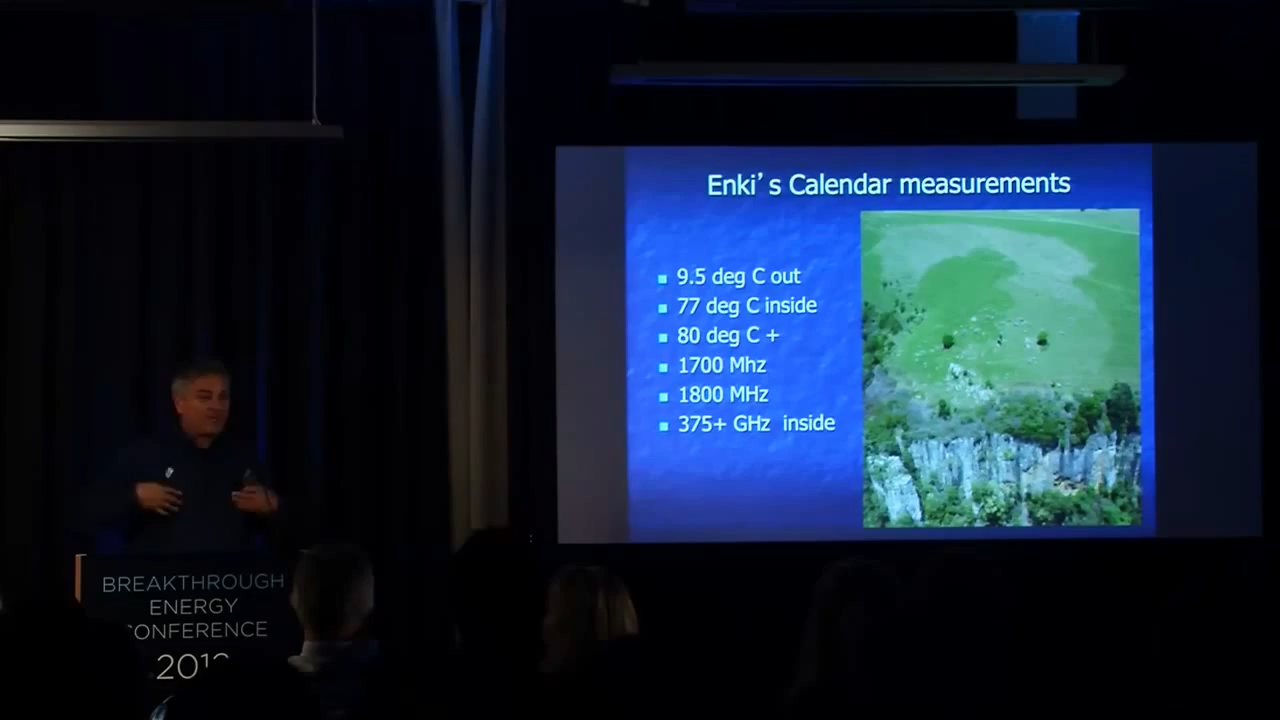 Enki's Calendar measurements
9.5 deg C out
77 deg C inside
80 deg C +
1700 Mhz
1800 MHz
375+ GHz inside
BREAKTHROUGH
ENERGY
CONFERENCE